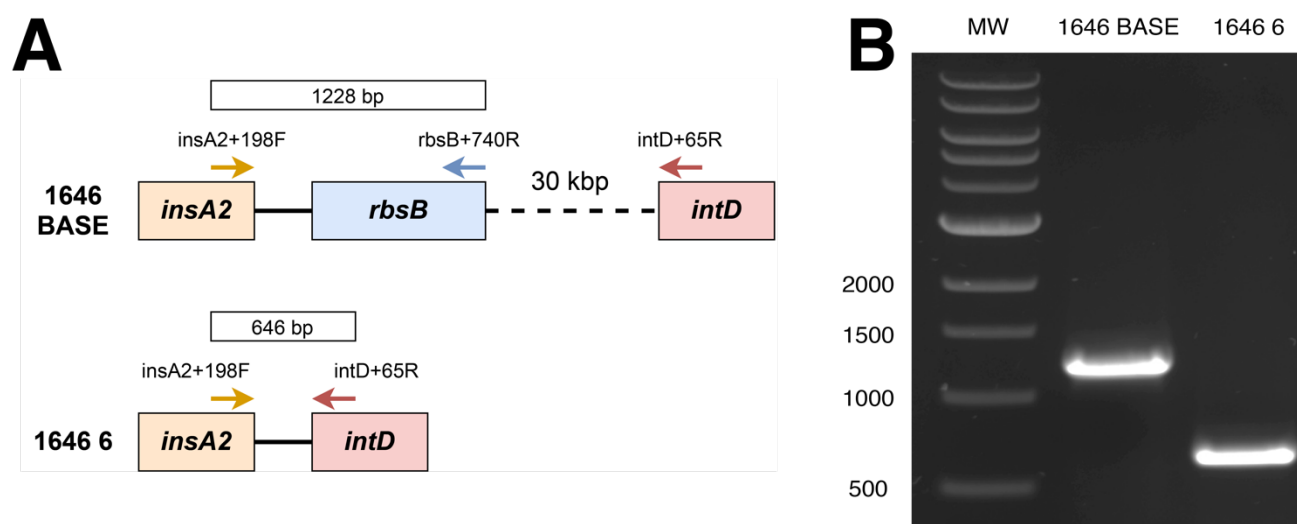 A
1228 bp
insA2+198F rbsB+740R intD+65R
1646 BASE
insA2 rbsB 30 kbp intD
646 bp
insA2+198F intD+65R
1646 6
insA2 intD
B
MW 1646 BASE 1646 6
2000
1500
1000
500